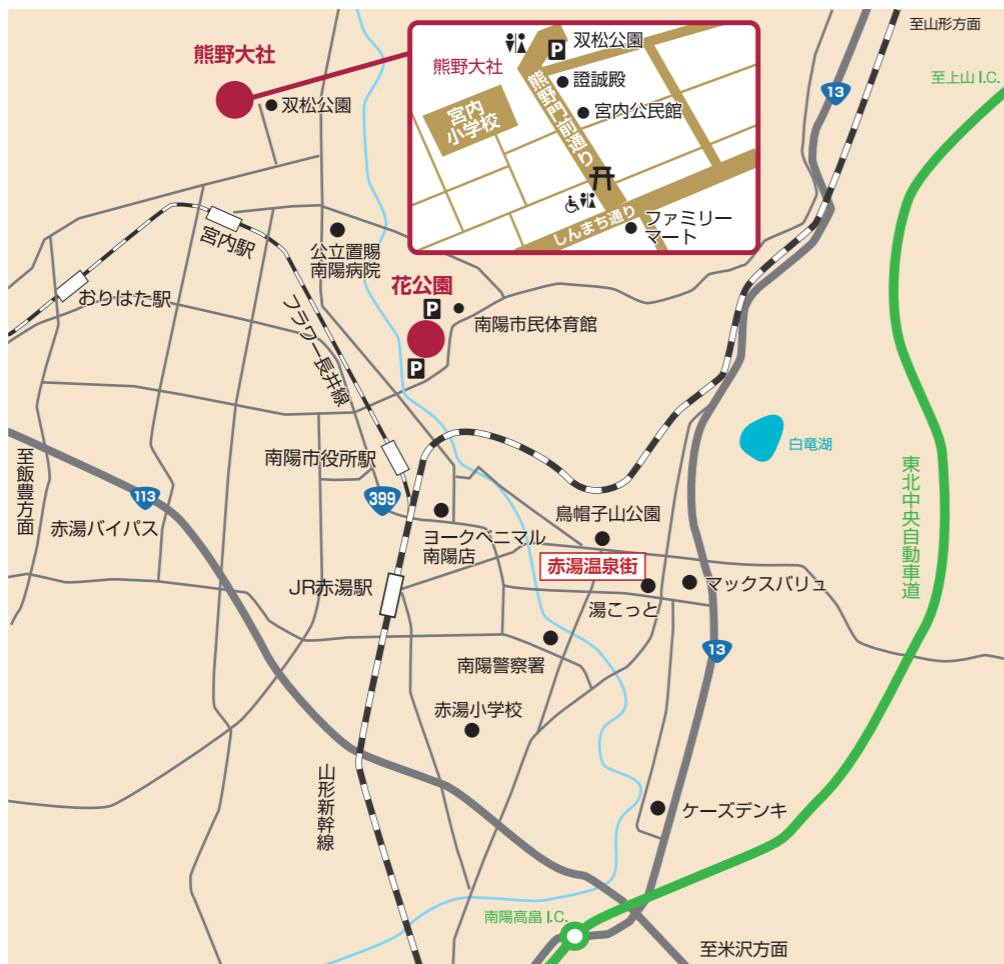 熊野大社
双松公園
熊野大社
P
双松公園
證誠殿
宮内公民館
宮内
小学校
熊野門前通り
しんまち通り
ファミリー
マート
至山形方面
13
至上山 I.C.
宮内駅
おりはた駅
公立置賜
南陽病院
花公園
P
P
南陽市民体育館
フラワー長井線
白竜湖
南陽市役所駅
至飯豊方面
113
赤湯バイパス
399
ヨークベニマル
南陽店
烏帽子山公園
赤湯温泉街
マックスバリュ
湯こっと
JR赤湯駅
東北中央自動車道
13
南陽警察署
赤湯小学校
山形新幹線
ケーズデンキ
南陽高畠 I.C.
至米沢方面